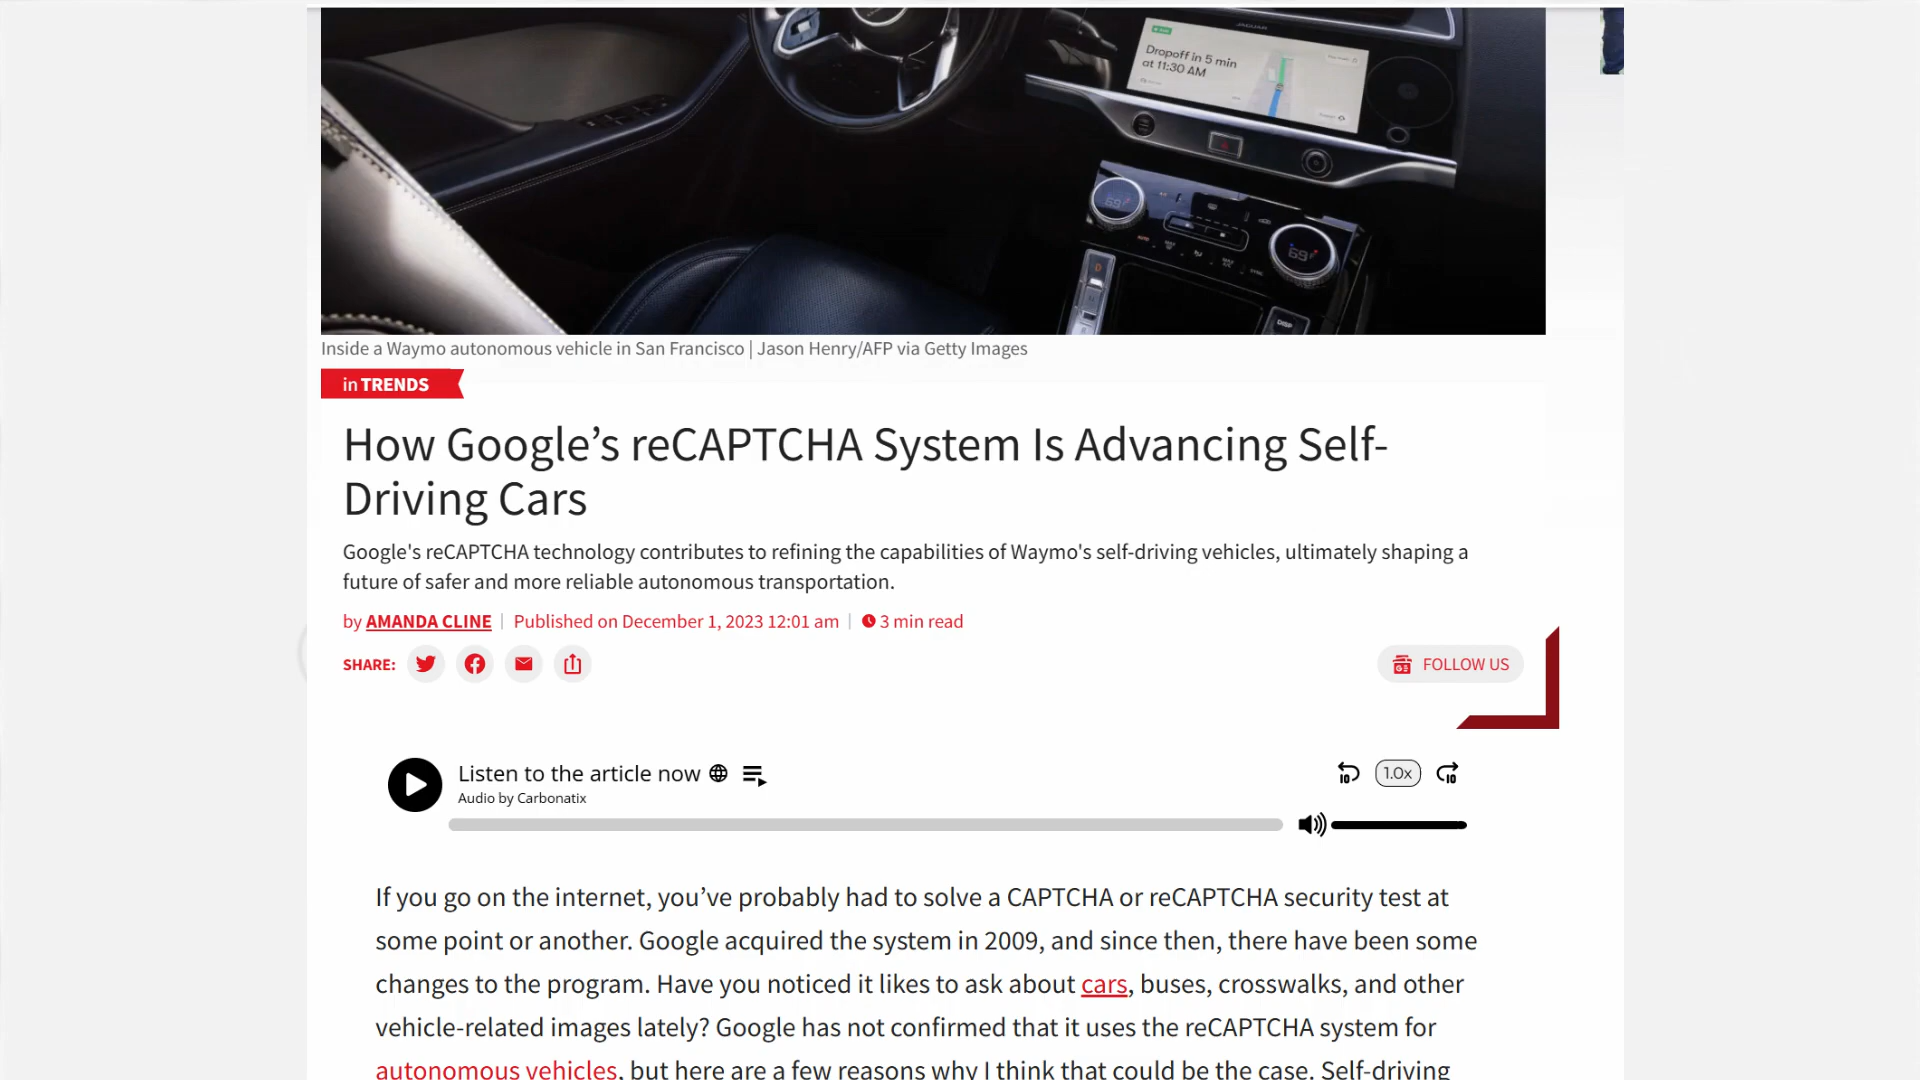 JAGUAR
Dropoff in 5 min
at 11:30 AM
69
69°
D
DISP
Inside a Waymo autonomous vehicle in San Francisco | Jason Henry/AFP via Getty Images
in TRENDS
How Google’s reCAPTCHA System Is Advancing Self-
Driving Cars
Google's reCAPTCHA technology contributes to refining the capabilities of Waymo's self-driving vehicles, ultimately shaping a
future of safer and more reliable autonomous transportation.
by AMANDA CLINE | Published on December 1, 2023 12:01 am | 3 min read
SHARE:
FOLLOW US
Listen to the article now
Audio by Carbonatix
10 1.0x 10
If you go on the internet, you’ve probably had to solve a CAPTCHA or reCAPTCHA security test at
some point or another. Google acquired the system in 2009, and since then, there have been some
changes to the program. Have you noticed it likes to ask about cars, buses, crosswalks, and other
vehicle-related images lately? Google has not confirmed that it uses the reCAPTCHA system for
autonomous vehicles, but here are a few reasons why I think that could be the case. Self-driving